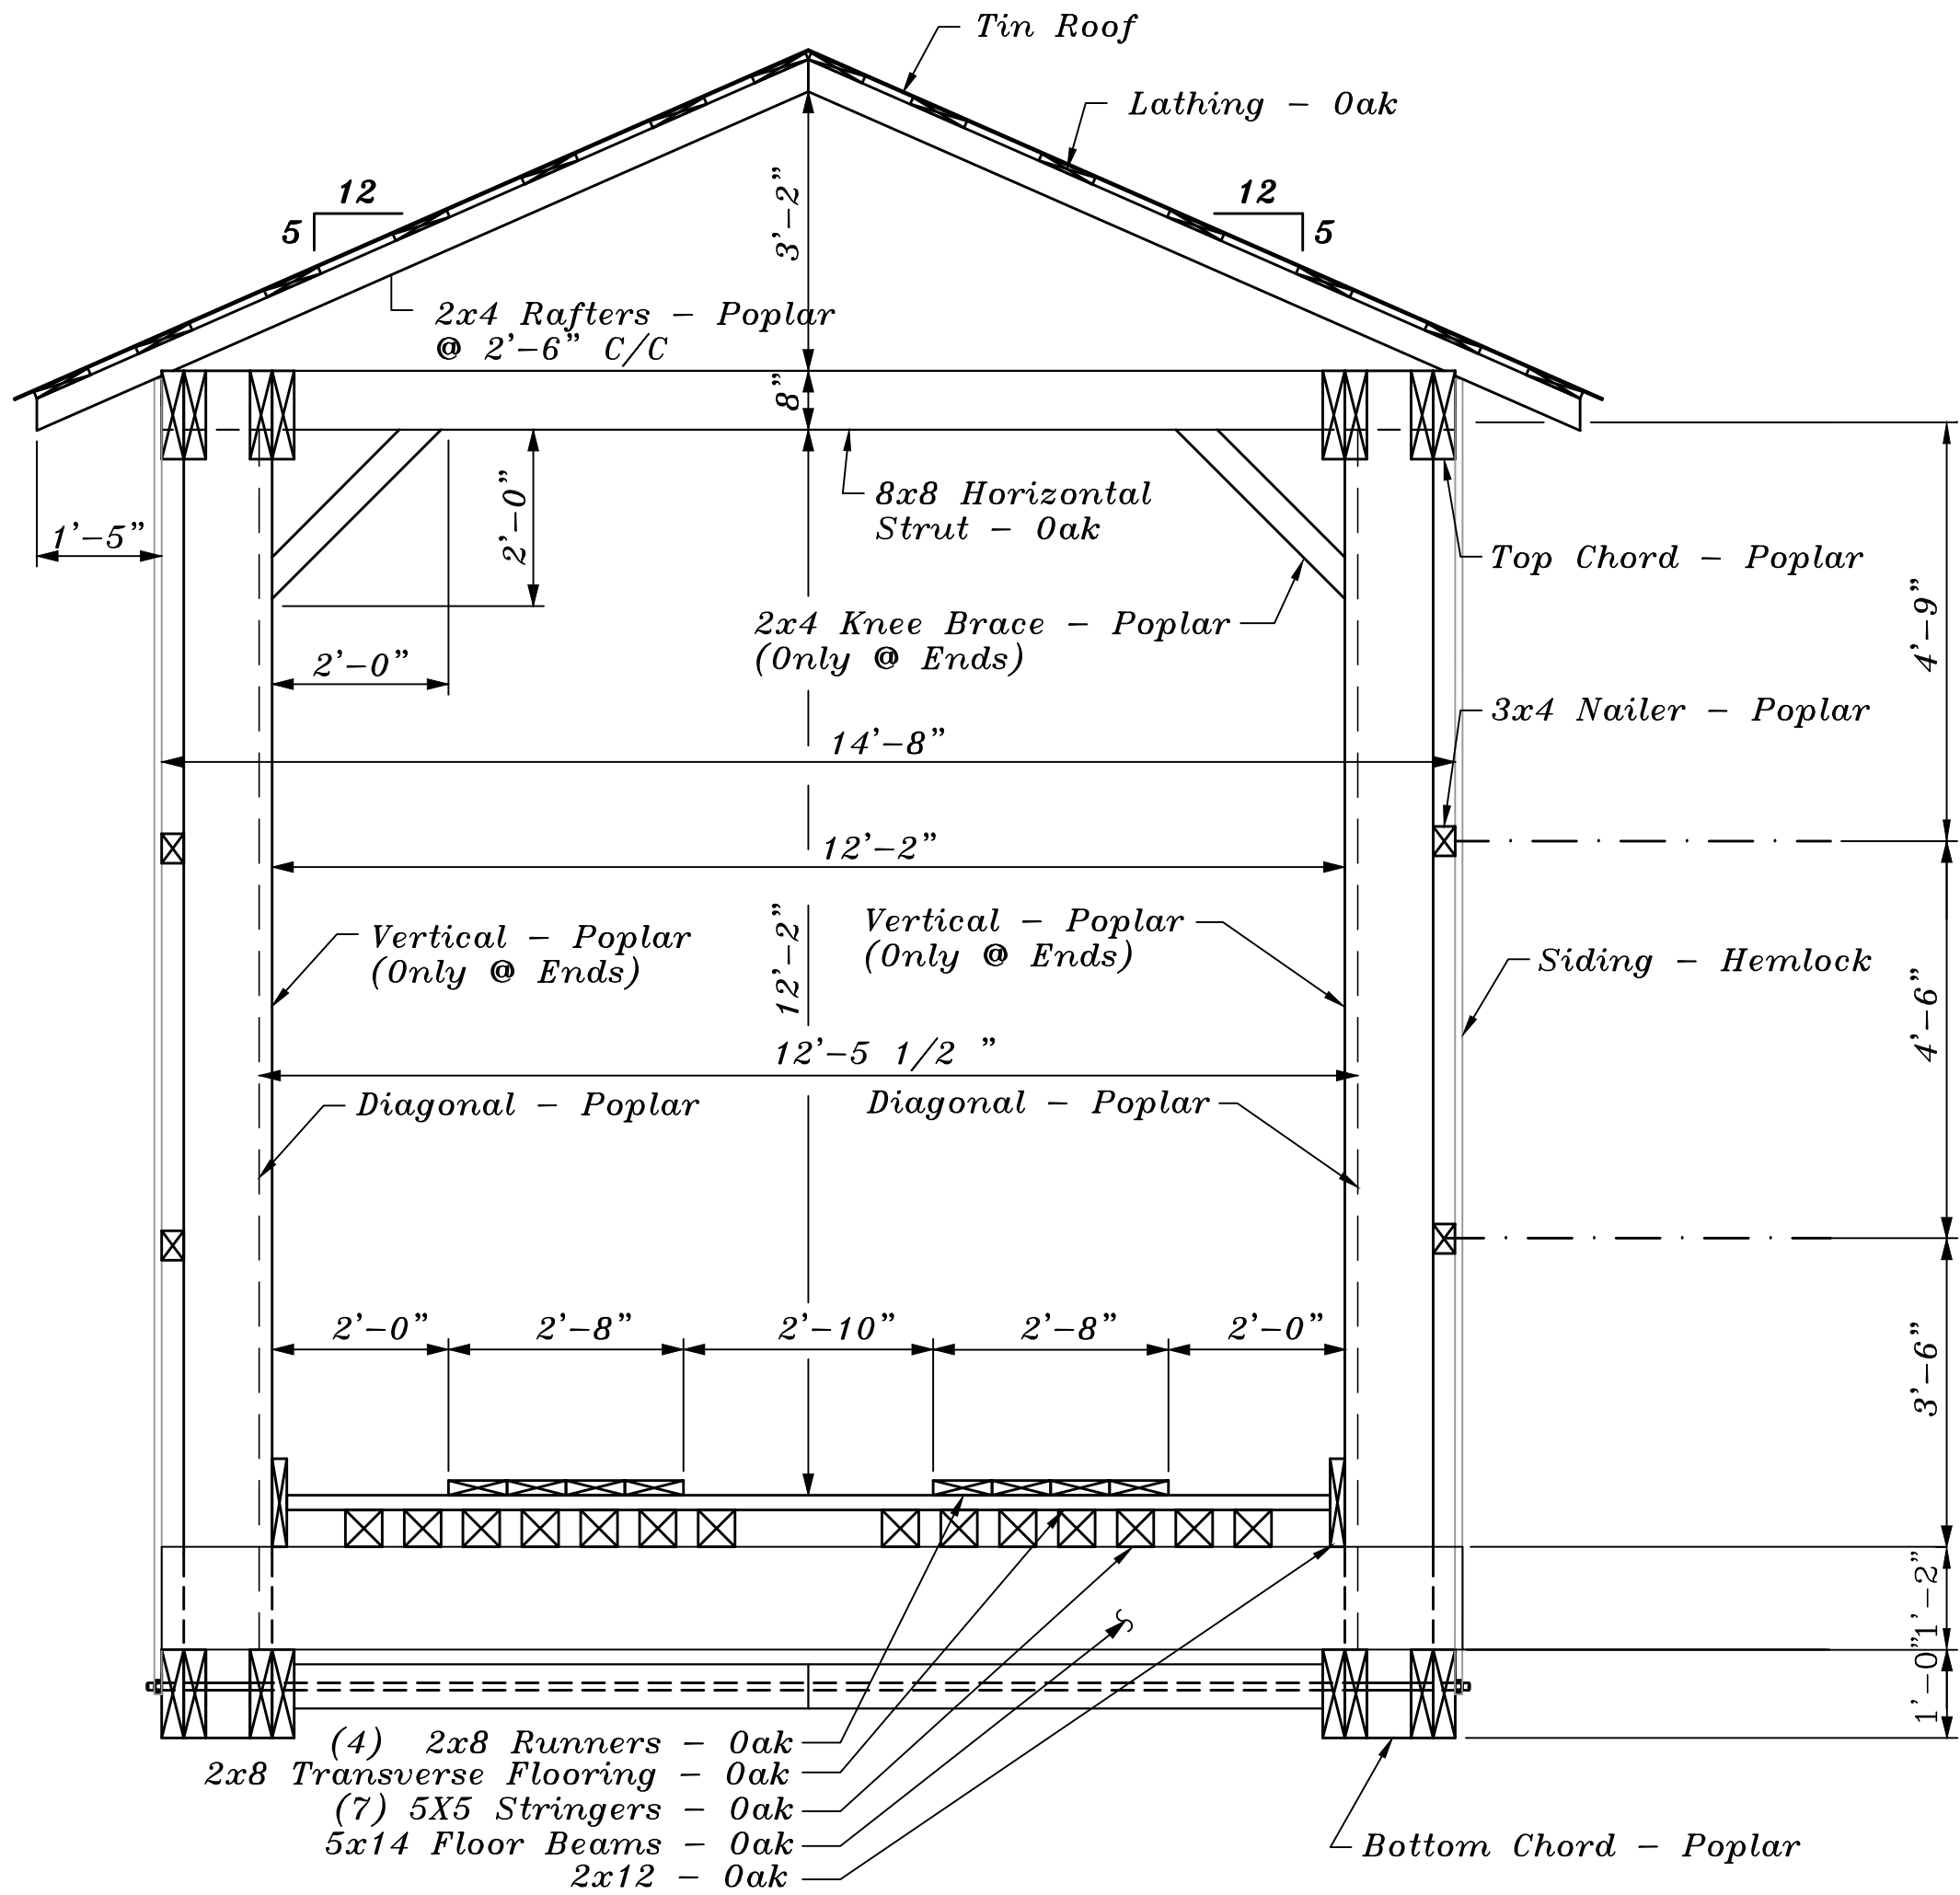 Tin Roof
Lathing - Oak
12
5
12
5
3'-2"
2x4 Rafters - Poplar
@ 2'-6" C/C
8"
1'-5"
2'-0"
8x8 Horizontal
Strut - Oak
Top Chord - Poplar
2x4 Knee Brace - Poplar
(Only @ Ends)
4'-9"
2'-0"
3x4 Nailer - Poplar
14'-8"
12'-2"
Vertical - Poplar
(Only @ Ends)
12'-2"
Vertical - Poplar
(Only @ Ends)
Siding - Hemlock
4'-6"
12'-5 1/2 "
Diagonal - Poplar
Diagonal - Poplar
2'-0"
2'-8"
2'-10"
2'-8"
2'-0"
3'-6"
1'-2"
1'-0"
(4) 2x8 Runners - Oak
2x8 Transverse Flooring - Oak
(7) 5X5 Stringers - Oak
5x14 Floor Beams - Oak
2x12 - Oak
Bottom Chord - Poplar